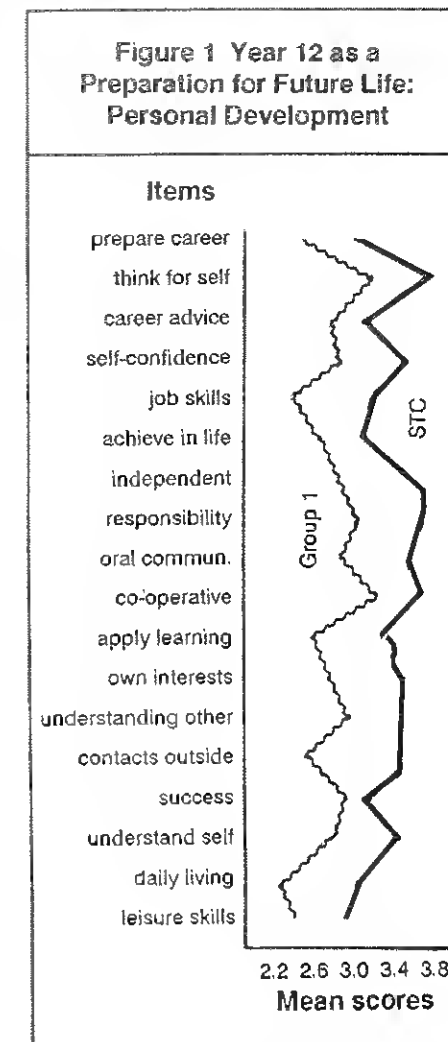 Figure 1 Year 12 as a
Preparation for Future Life:
Personal Development
Items
prepare career
think for self
career advice
self-confidence
job skills
achieve in life
independent
responsibility
oral commun.
co-operative
apply learning
own interests
understanding other
contacts outside
success
understand self
daily living
leisure skills
Group 1
STC
2.2 2.6 3.0 3.4 3.8
Mean scores